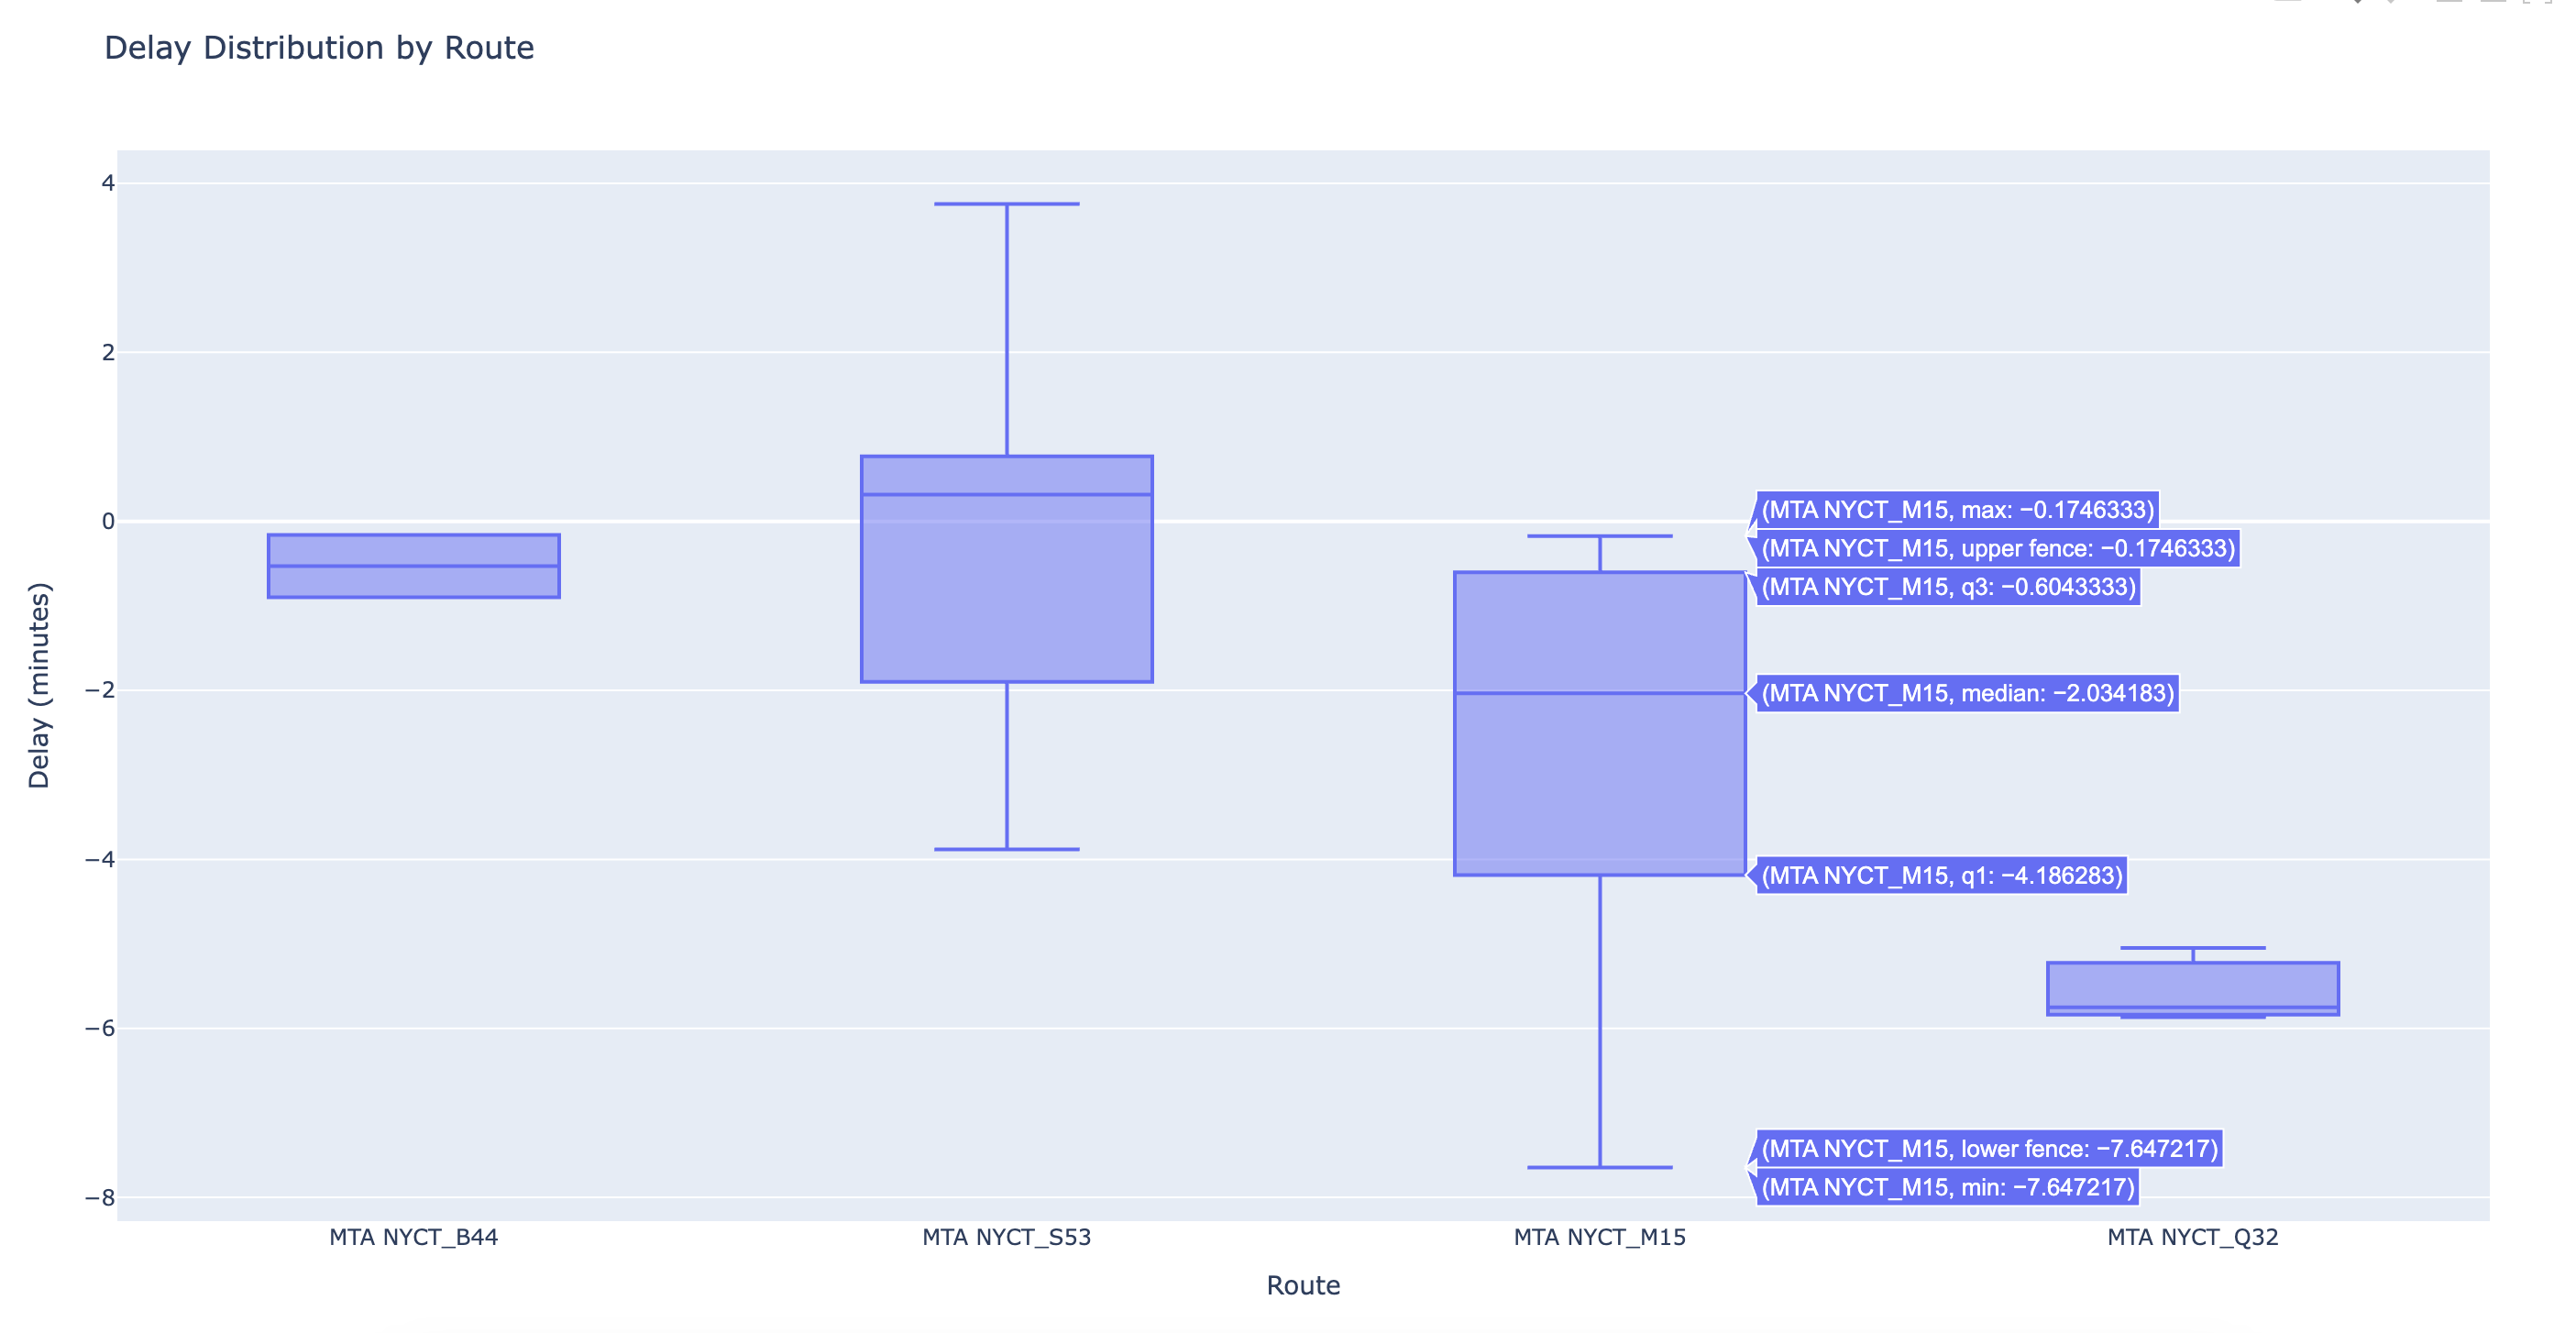 Delay Distribution by Route
4
2
0
−2
−4
−6
−8
Delay (minutes)
(MTA NYCT_M15, max: −0.1746333)
(MTA NYCT_M15, upper fence: −0.1746333)
(MTA NYCT_M15, q3: −0.6043333)
(MTA NYCT_M15, median: −2.034183)
(MTA NYCT_M15, q1: −4.186283)
(MTA NYCT_M15, lower fence: −7.647217)
(MTA NYCT_M15, min: −7.647217)
MTA NYCT_B44
MTA NYCT_S53
MTA NYCT_M15
MTA NYCT_Q32
Route